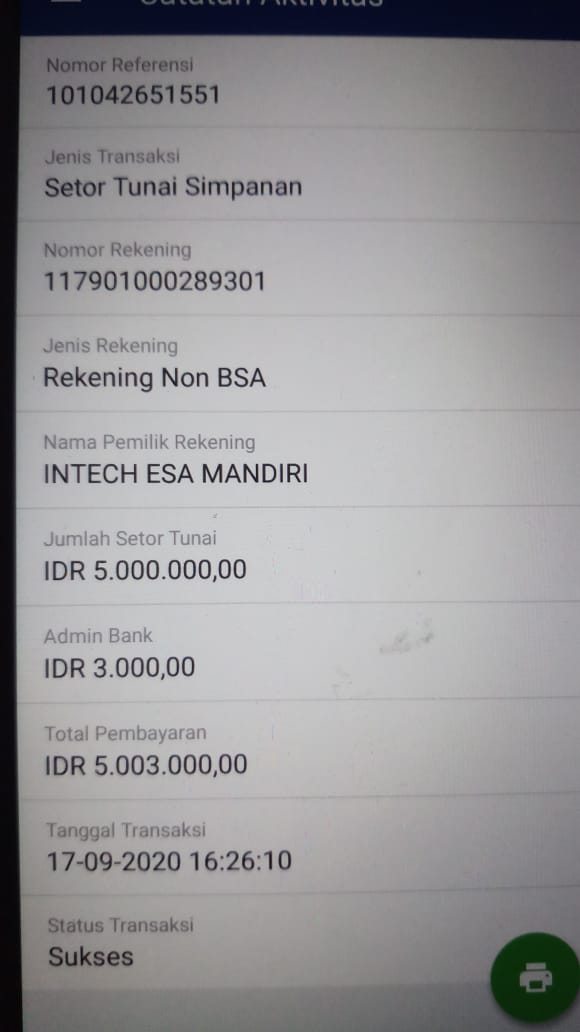 Catatan Aktivitas
Nomor Referensi
101042651551
Jenis Transaksi
Setor Tunai Simpanan
Nomor Rekening
117901000289301
Jenis Rekening
Rekening Non BSA
Nama Pemilik Rekening
INTECH ESA MANDIRI
Jumlah Setor Tunai
IDR 5.000.000,00
Admin Bank
IDR 3.000,00
Total Pembayaran
IDR 5.003.000,00
Tanggal Transaksi
17-09-2020 16:26:10
Status Transaksi
Sukses